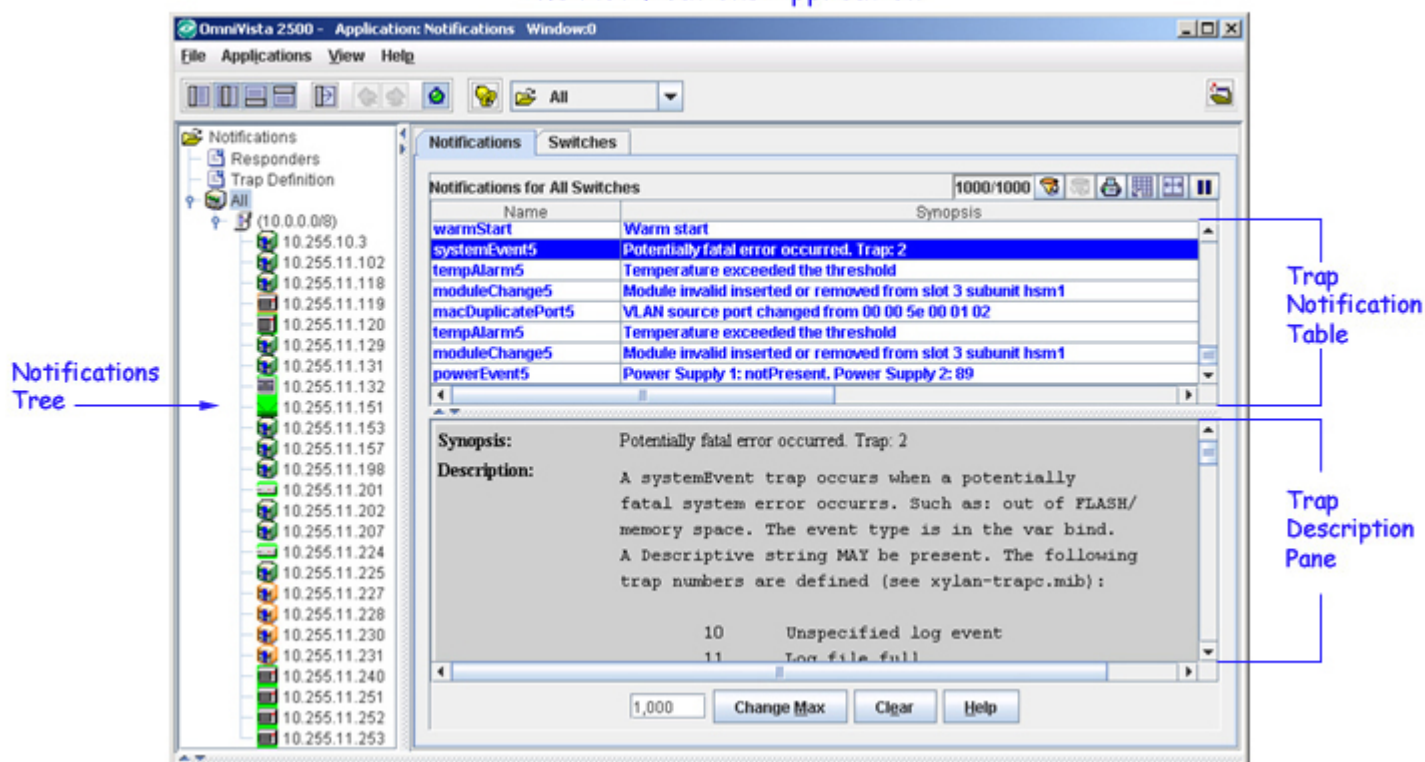 OmniVista 2500 - Application: Notifications Window:0
File Applications View Help
All
Notifications
Responders
Trap Definition
All
(10.0.0.0/8)
10.255.10.3
10.255.11.102
10.255.11.118
10.255.11.119
10.255.11.120
10.255.11.129
10.255.11.131
10.255.11.132
10.255.11.151
10.255.11.153
10.255.11.157
10.255.11.198
10.255.11.201
10.255.11.202
10.255.11.207
10.255.11.224
10.255.11.225
10.255.11.227
10.255.11.228
10.255.11.230
10.255.11.231
10.255.11.240
10.255.11.251
10.255.11.252
10.255.11.253
Notifications Switches
Notifications for All Switches 1000/1000
Name Synopsis
warmStart Warm start
systemEvent5 Potentially fatal error occurred. Trap: 2
tempAlarm5 Temperature exceeded the threshold
moduleChange5 Module invalid inserted or removed from slot 3 subunit hsm1
macDuplicatePort5 VLAN source port changed from 00 00 5e 00 01 02
tempAlarm5 Temperature exceeded the threshold
moduleChange5 Module invalid inserted or removed from slot 3 subunit hsm1
powerEvent5 Power Supply 1: notPresent. Power Supply 2: 89
Synopsis: Potentially fatal error occurred. Trap: 2
Description: A systemEvent trap occurs when a potentially
fatal system error occurrs. Such as: out of FLASH/
memory space. The event type is in the var bind.
A Descriptive string MAY be present. The following
trap numbers are defined (see xylan-trapc.mib):
10 Unspecified log event
11 Log file full
1,000 Change Max Clear Help
Notifications
Tree
Trap
Notification
Table
Trap
Description
Pane